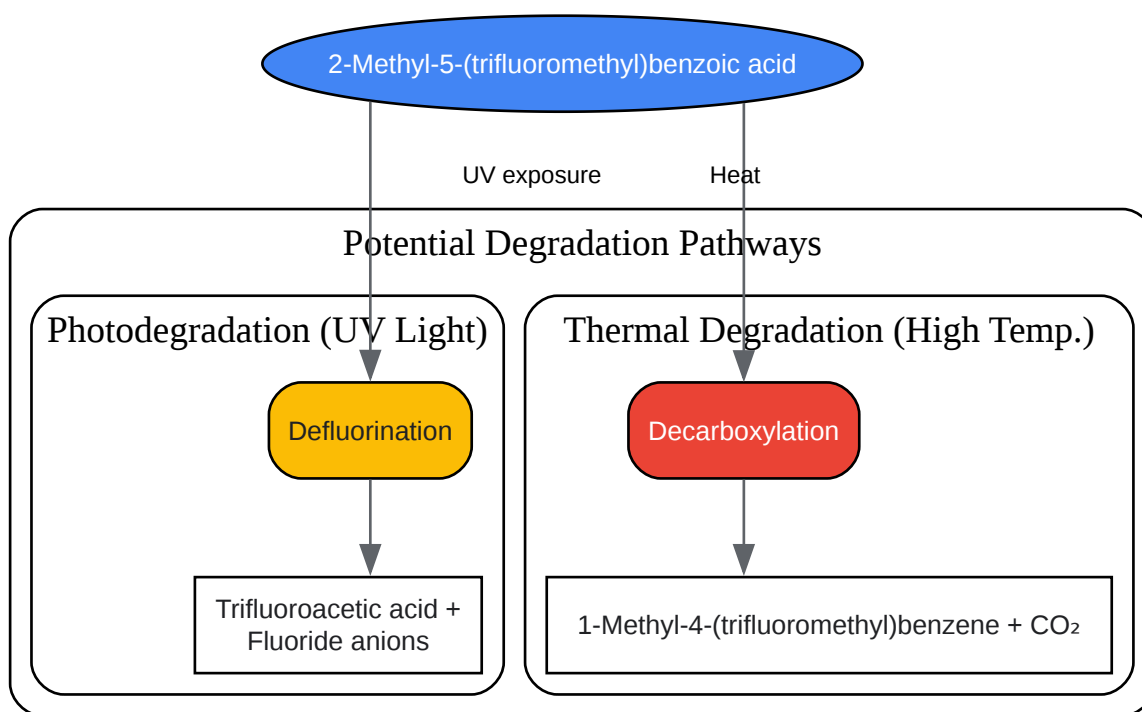 2-Methyl-5-(trifluoromethyl)benzoic acid
UV exposure
Heat
Potential Degradation Pathways
Photodegradation (UV Light)
Thermal Degradation (High Temp.)
Defluorination
Decarboxylation
Trifluoroacetic acid +
Fluoride anions
1-Methyl-4-(trifluoromethyl)benzene + CO₂